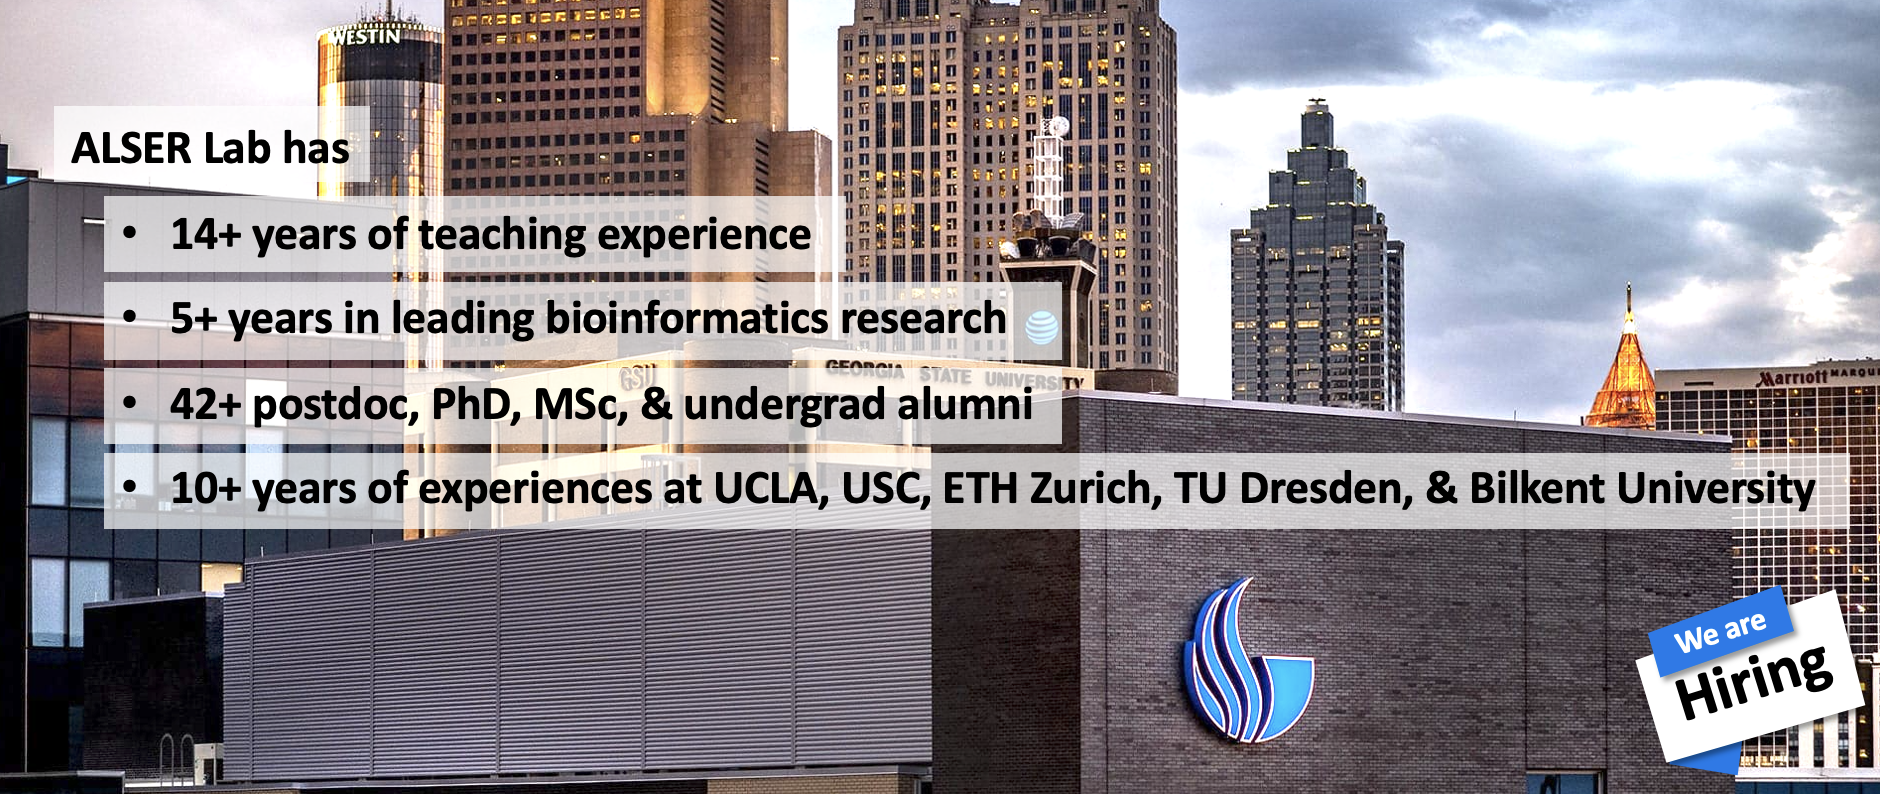 WESTIN
ALSER Lab has
• 14+ years of teaching experience
• 5+ years in leading bioinformatics research
GSU
GEORGIA STATE UNIVERSITY
• 42+ postdoc, PhD, MSc, & undergrad alumni
Marriott MARQUI
• 10+ years of experiences at UCLA, USC, ETH Zurich, TU Dresden, & Bilkent University
We are
Hiring